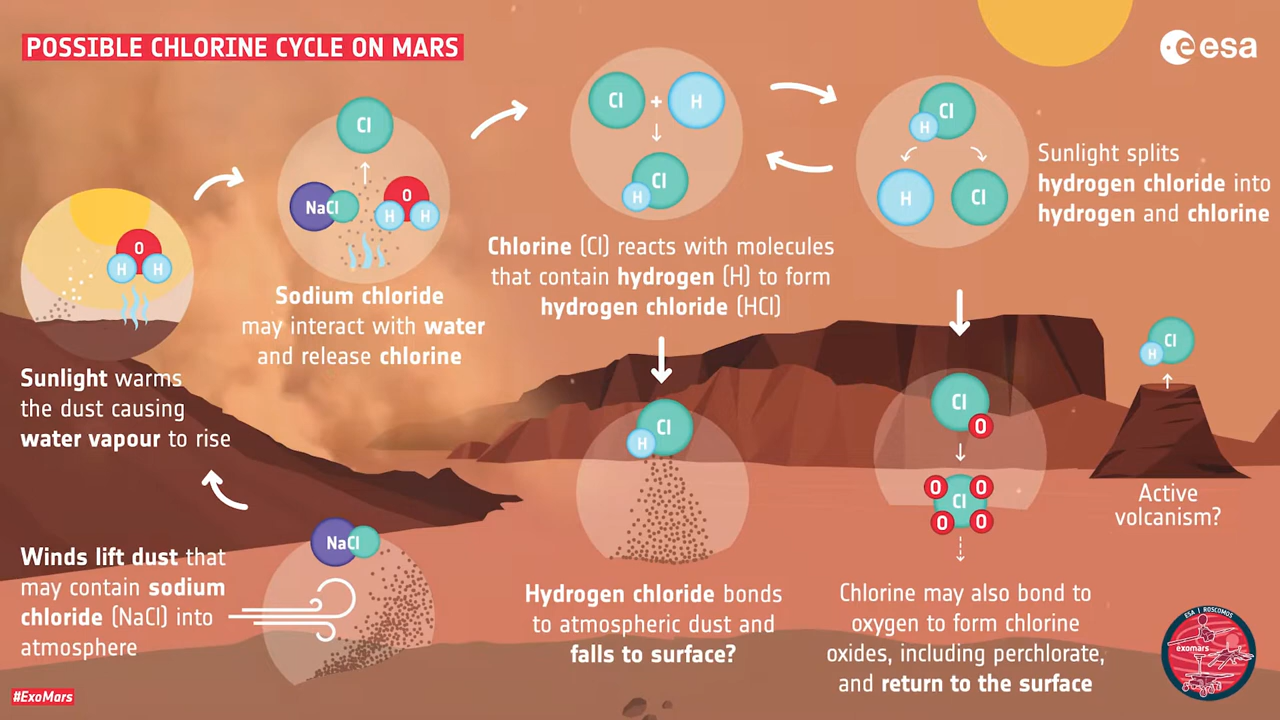 POSSIBLE CHLORINE CYCLE ON MARS
esa
Winds lift dust that
may contain sodium
chloride (NaCl) into
atmosphere
NaCl
Sunlight warms
the dust causing
water vapour to rise
O
H H
Cl
NaCl
O
H H
Sodium chloride
may interact with water
and release chlorine
Cl + H
Cl
H
Chlorine (Cl) reacts with molecules
that contain hydrogen (H) to form
hydrogen chloride (HCl)
Cl
H
H Cl
Sunlight splits
hydrogen chloride into
hydrogen and chlorine
Cl
H
Hydrogen chloride bonds
to atmospheric dust and
falls to surface?
Cl
O
O O
Cl
O O
Chlorine may also bond to
oxygen to form chlorine
oxides, including perchlorate,
and return to the surface
Cl
H
Active
volcanism?
ESA | ROSCOSMOS
exomars
#ExoMars